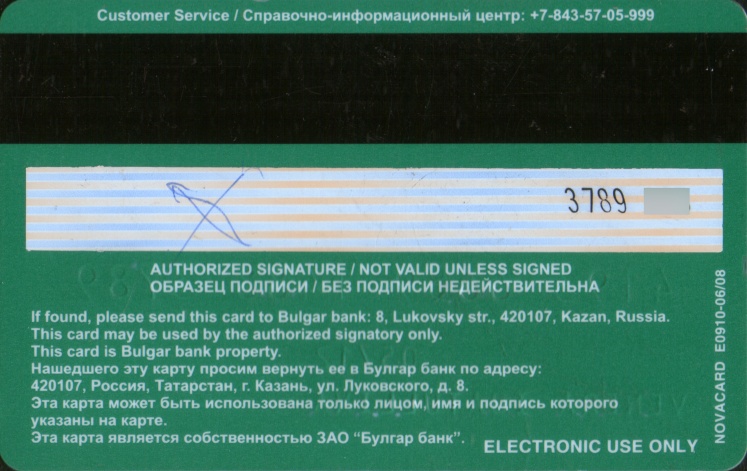 Customer Service / Справочно-информационный центр: +7-843-57-05-999
3789
AUTHORIZED SIGNATURE / NOT VALID UNLESS SIGNED
ОБРАЗЕЦ ПОДПИСИ / БЕЗ ПОДПИСИ НЕДЕЙСТВИТЕЛЬНА
If found, please send this card to Bulgar bank: 8, Lukovsky str., 420107, Kazan, Russia.
This card may be used by the authorized signatory only.
This card is Bulgar bank property.
Нашедшего эту карту просим вернуть ее в Булгар банк по адресу:
420107, Россия, Татарстан, г. Казань, ул. Луковского, д. 8.
Эта карта может быть использована только лицом, имя и подпись которого
указаны на карте.
Эта карта является собственностью ЗАО “Булгар банк”.
ELECTRONIC USE ONLY
NOVACARD E0910-06/08